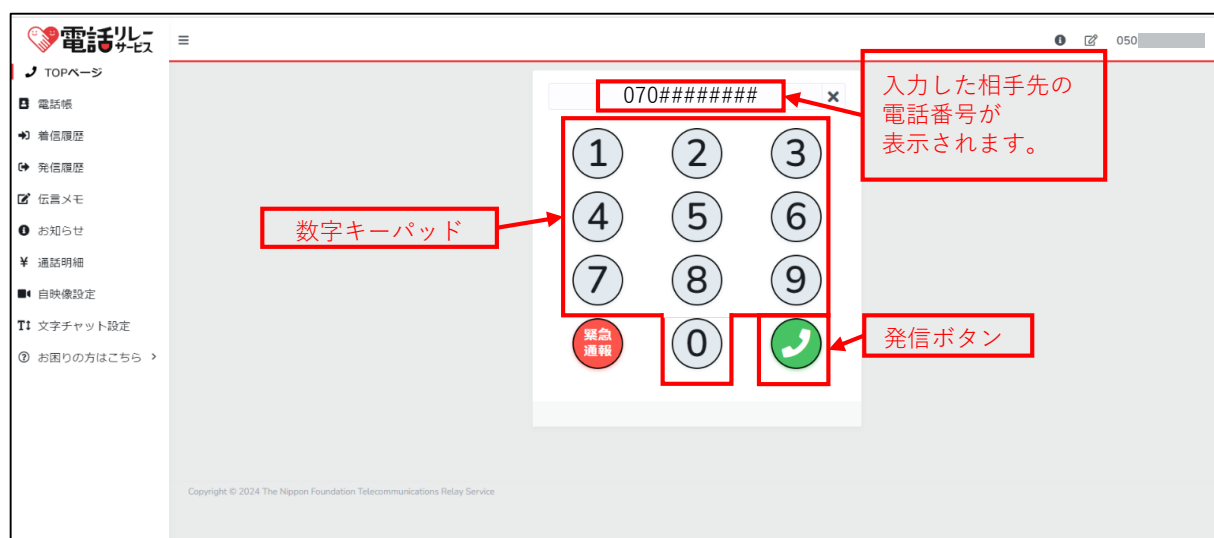 電話リレーサービス
050
TOPページ
電話帳
着信履歴
発信履歴
伝言メモ
お知らせ
通話明細
自映像設定
文字チャット設定
お困りの方はこちら
070########
入力した相手先の
電話番号が
表示されます。
1 2 3
4 5 6
数字キーパッド
7 8 9
緊急
通報
0
発信ボタン
Copyright © 2024 The Nippon Foundation Telecommunications Relay Service